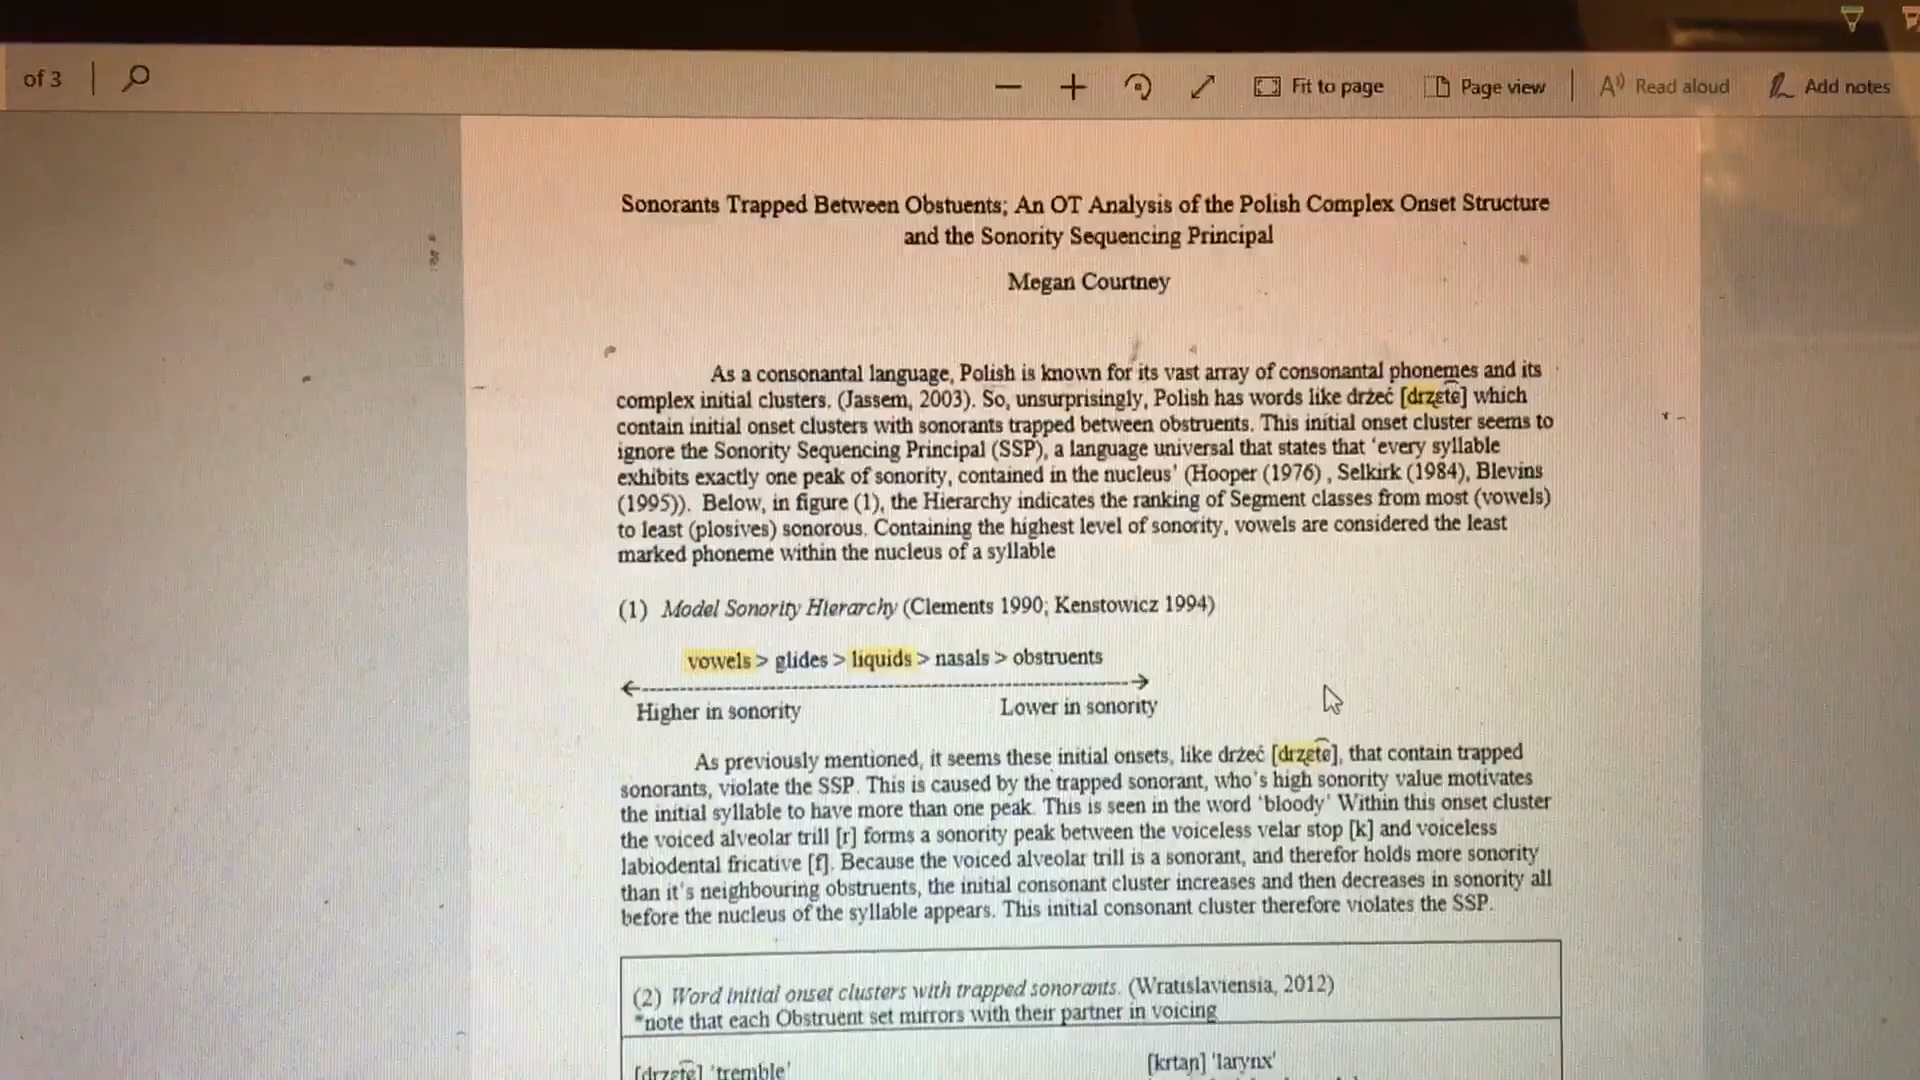 of 3
Fit to page
Page view
Read aloud
Add notes
Sonorants Trapped Between Obstuents; An OT Analysis of the Polish Complex Onset Structure
and the Sonority Sequencing Principal
Megan Courtney
As a consonantal language, Polish is known for its vast array of consonantal phonemes and its
complex initial clusters. (Jassem, 2003). So, unsurprisingly, Polish has words like drżeć [drʐɛt͡ɕ] which
contain initial onset clusters with sonorants trapped between obstruents. This initial onset cluster seems to
ignore the Sonority Sequencing Principal (SSP), a language universal that states that 'every syllable
exhibits exactly one peak of sonority, contained in the nucleus' (Hooper (1976) , Selkirk (1984), Blevins
(1995)). Below, in figure (1), the Hierarchy indicates the ranking of Segment classes from most (vowels)
to least (plosives) sonorous. Containing the highest level of sonority, vowels are considered the least
marked phoneme within the nucleus of a syllable
(1) Model Sonority Hierarchy (Clements 1990; Kenstowicz 1994)
vowels > glides > liquids > nasals > obstruents
Higher in sonority Lower in sonority
As previously mentioned, it seems these initial onsets, like drżeć [drʐɛt͡ɕ], that contain trapped
sonorants, violate the SSP. This is caused by the trapped sonorant, who's high sonority value motivates
the initial syllable to have more than one peak. This is seen in the word 'bloody' Within this onset cluster
the voiced alveolar trill [r] forms a sonority peak between the voiceless velar stop [k] and voiceless
labiodental fricative [f]. Because the voiced alveolar trill is a sonorant, and therefor holds more sonority
than it's neighbouring obstruents, the initial consonant cluster increases and then decreases in sonority all
before the nucleus of the syllable appears. This initial consonant cluster therefore violates the SSP.
(2) Word initial onset clusters with trapped sonorants. (Wratislaviensia, 2012)
*note that each Obstruent set mirrors with their partner in voicing
[drʐɛt͡ɕ] 'tremble' [krtaɲ] 'larynx'